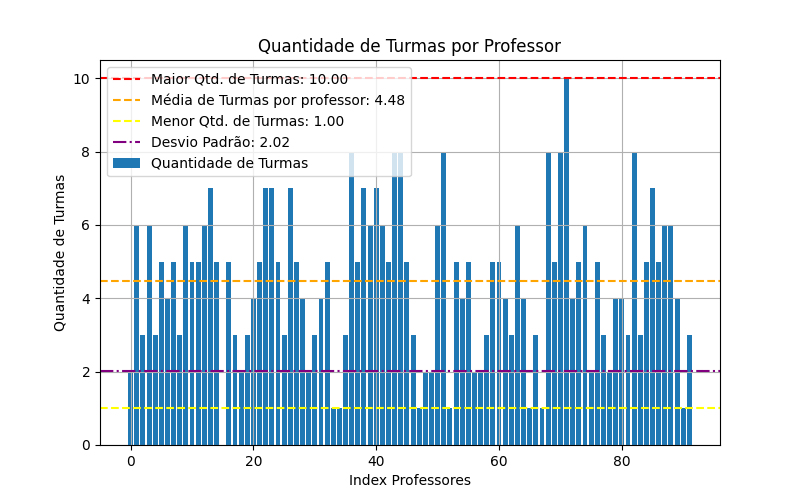 Quantidade de Turmas por Professor
Maior Qtd. de Turmas: 10.00
Média de Turmas por professor: 4.48
Menor Qtd. de Turmas: 1.00
Desvio Padrão: 2.02
Quantidade de Turmas
Quantidade de Turmas
10
8
6
4
2
0
0 20 40 60 80
Index Professores